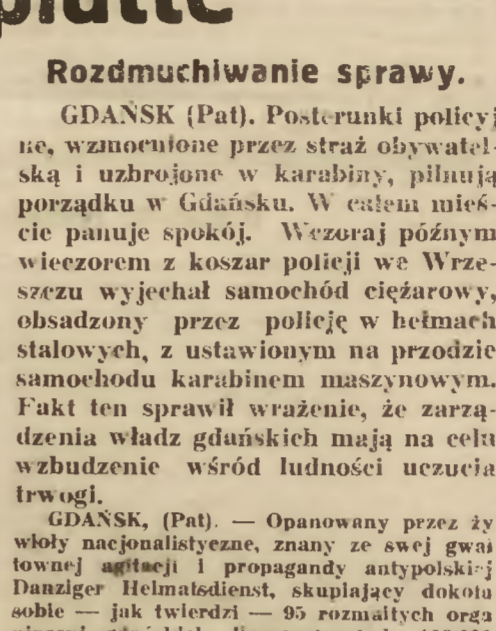 Rozdmuchiwanie sprawy.
GDAŃSK (Pat). Posterunki policyj
ne, wzmocnione przez straż obywatel-
ską i uzbrojone w karabiny, pilnują
porządku w Gdańsku. W całem mieś-
cie panuje spokój. Wczoraj późnym
wieczorem z koszar policji we Wrze-
szczu wyjechał samochód ciężarowy,
obsadzony przez policję w hełmach
stalowych, z ustawionym na przodzie
samochodu karabinem maszynowym.
Fakt ten sprawił wrażenie, że zarzą-
dzenia władz gdańskich mają na celu
wzbudzenie wśród ludności uczucia
trwogi.
GDAŃSK, (Pat). — Opanowany przez ży
wioły nacjonalistyczne, znany ze swej gwał
townej agitacji i propagandy antypolskiej
Danziger Heimatsdienst, skupiający dokoła
sobie — jak twierdzi — 95 rozmaitych orga